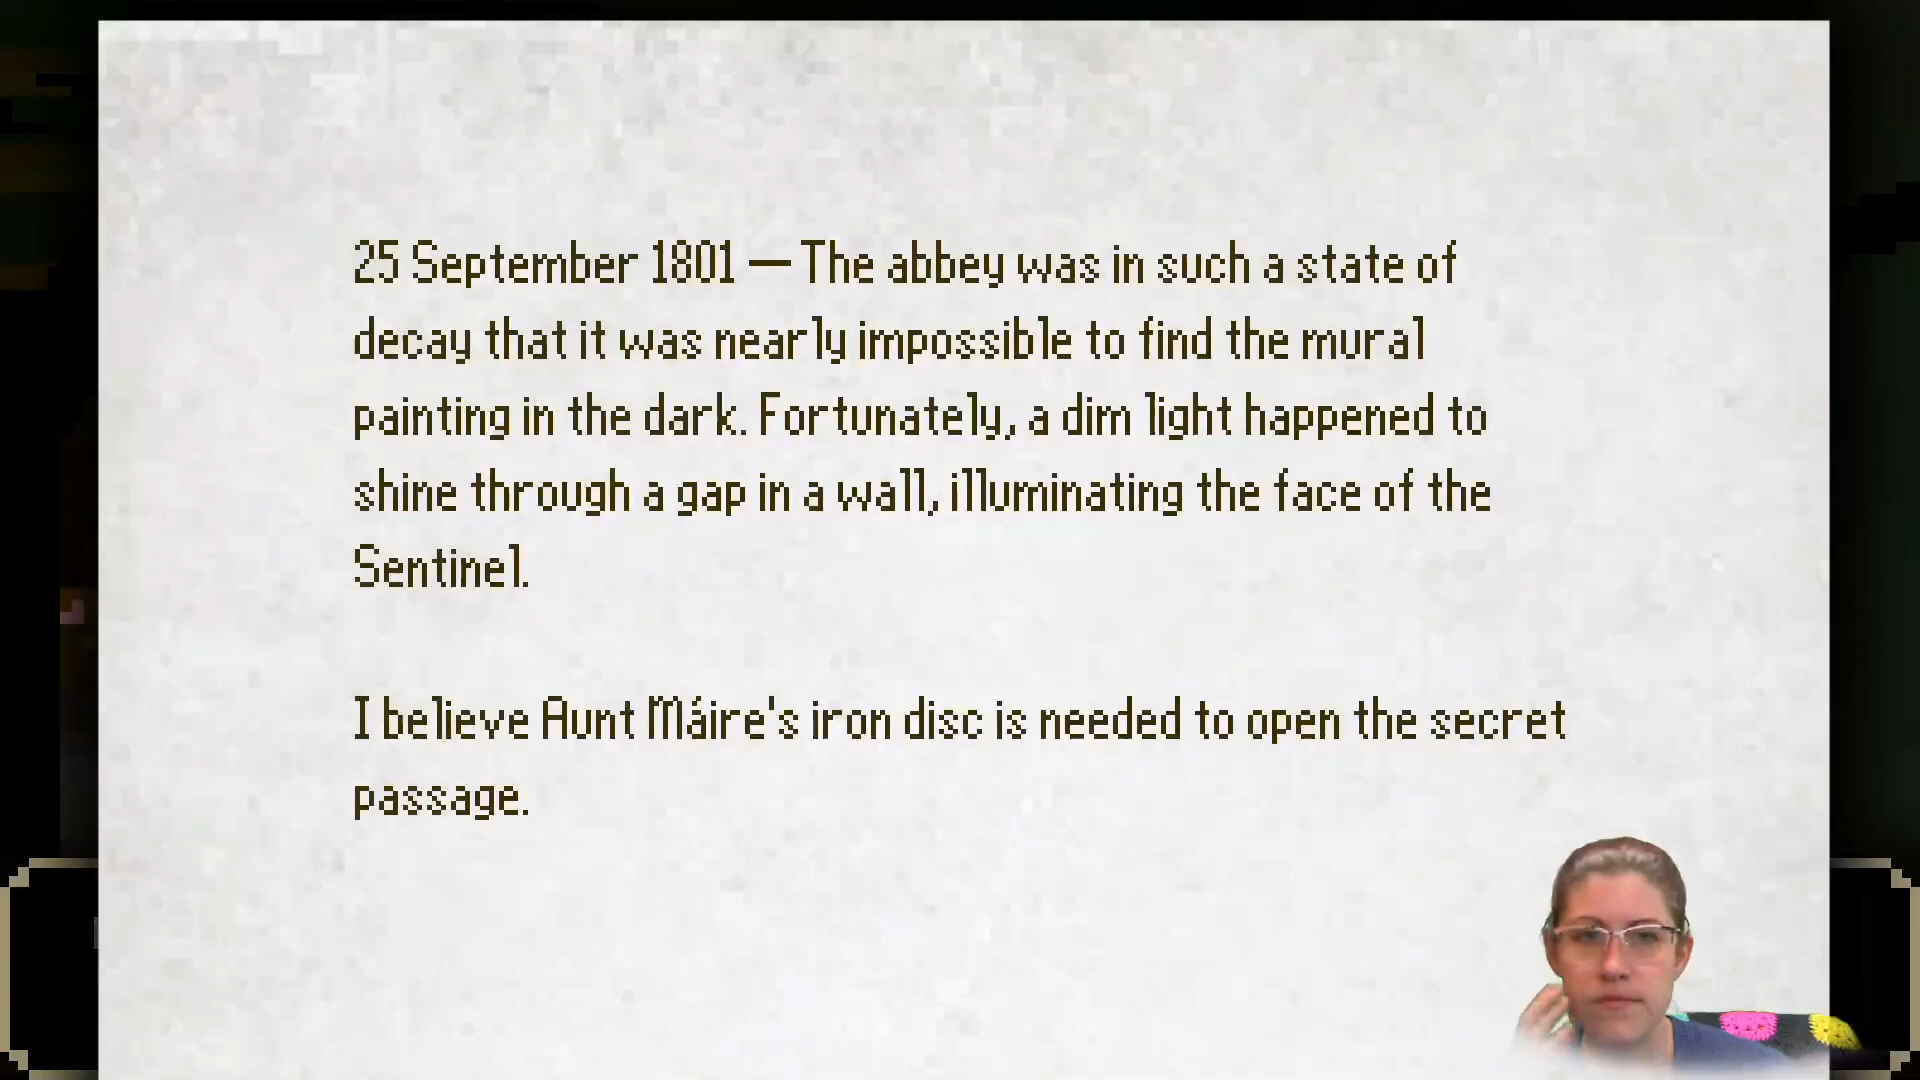 25 September 1801 — The abbey was in such a state of
decay that it was nearly impossible to find the mural
painting in the dark. Fortunately, a dim light happened to
shine through a gap in a wall, illuminating the face of the
Sentinel.
I believe Aunt Máire's iron disc is needed to open the secret
passage.